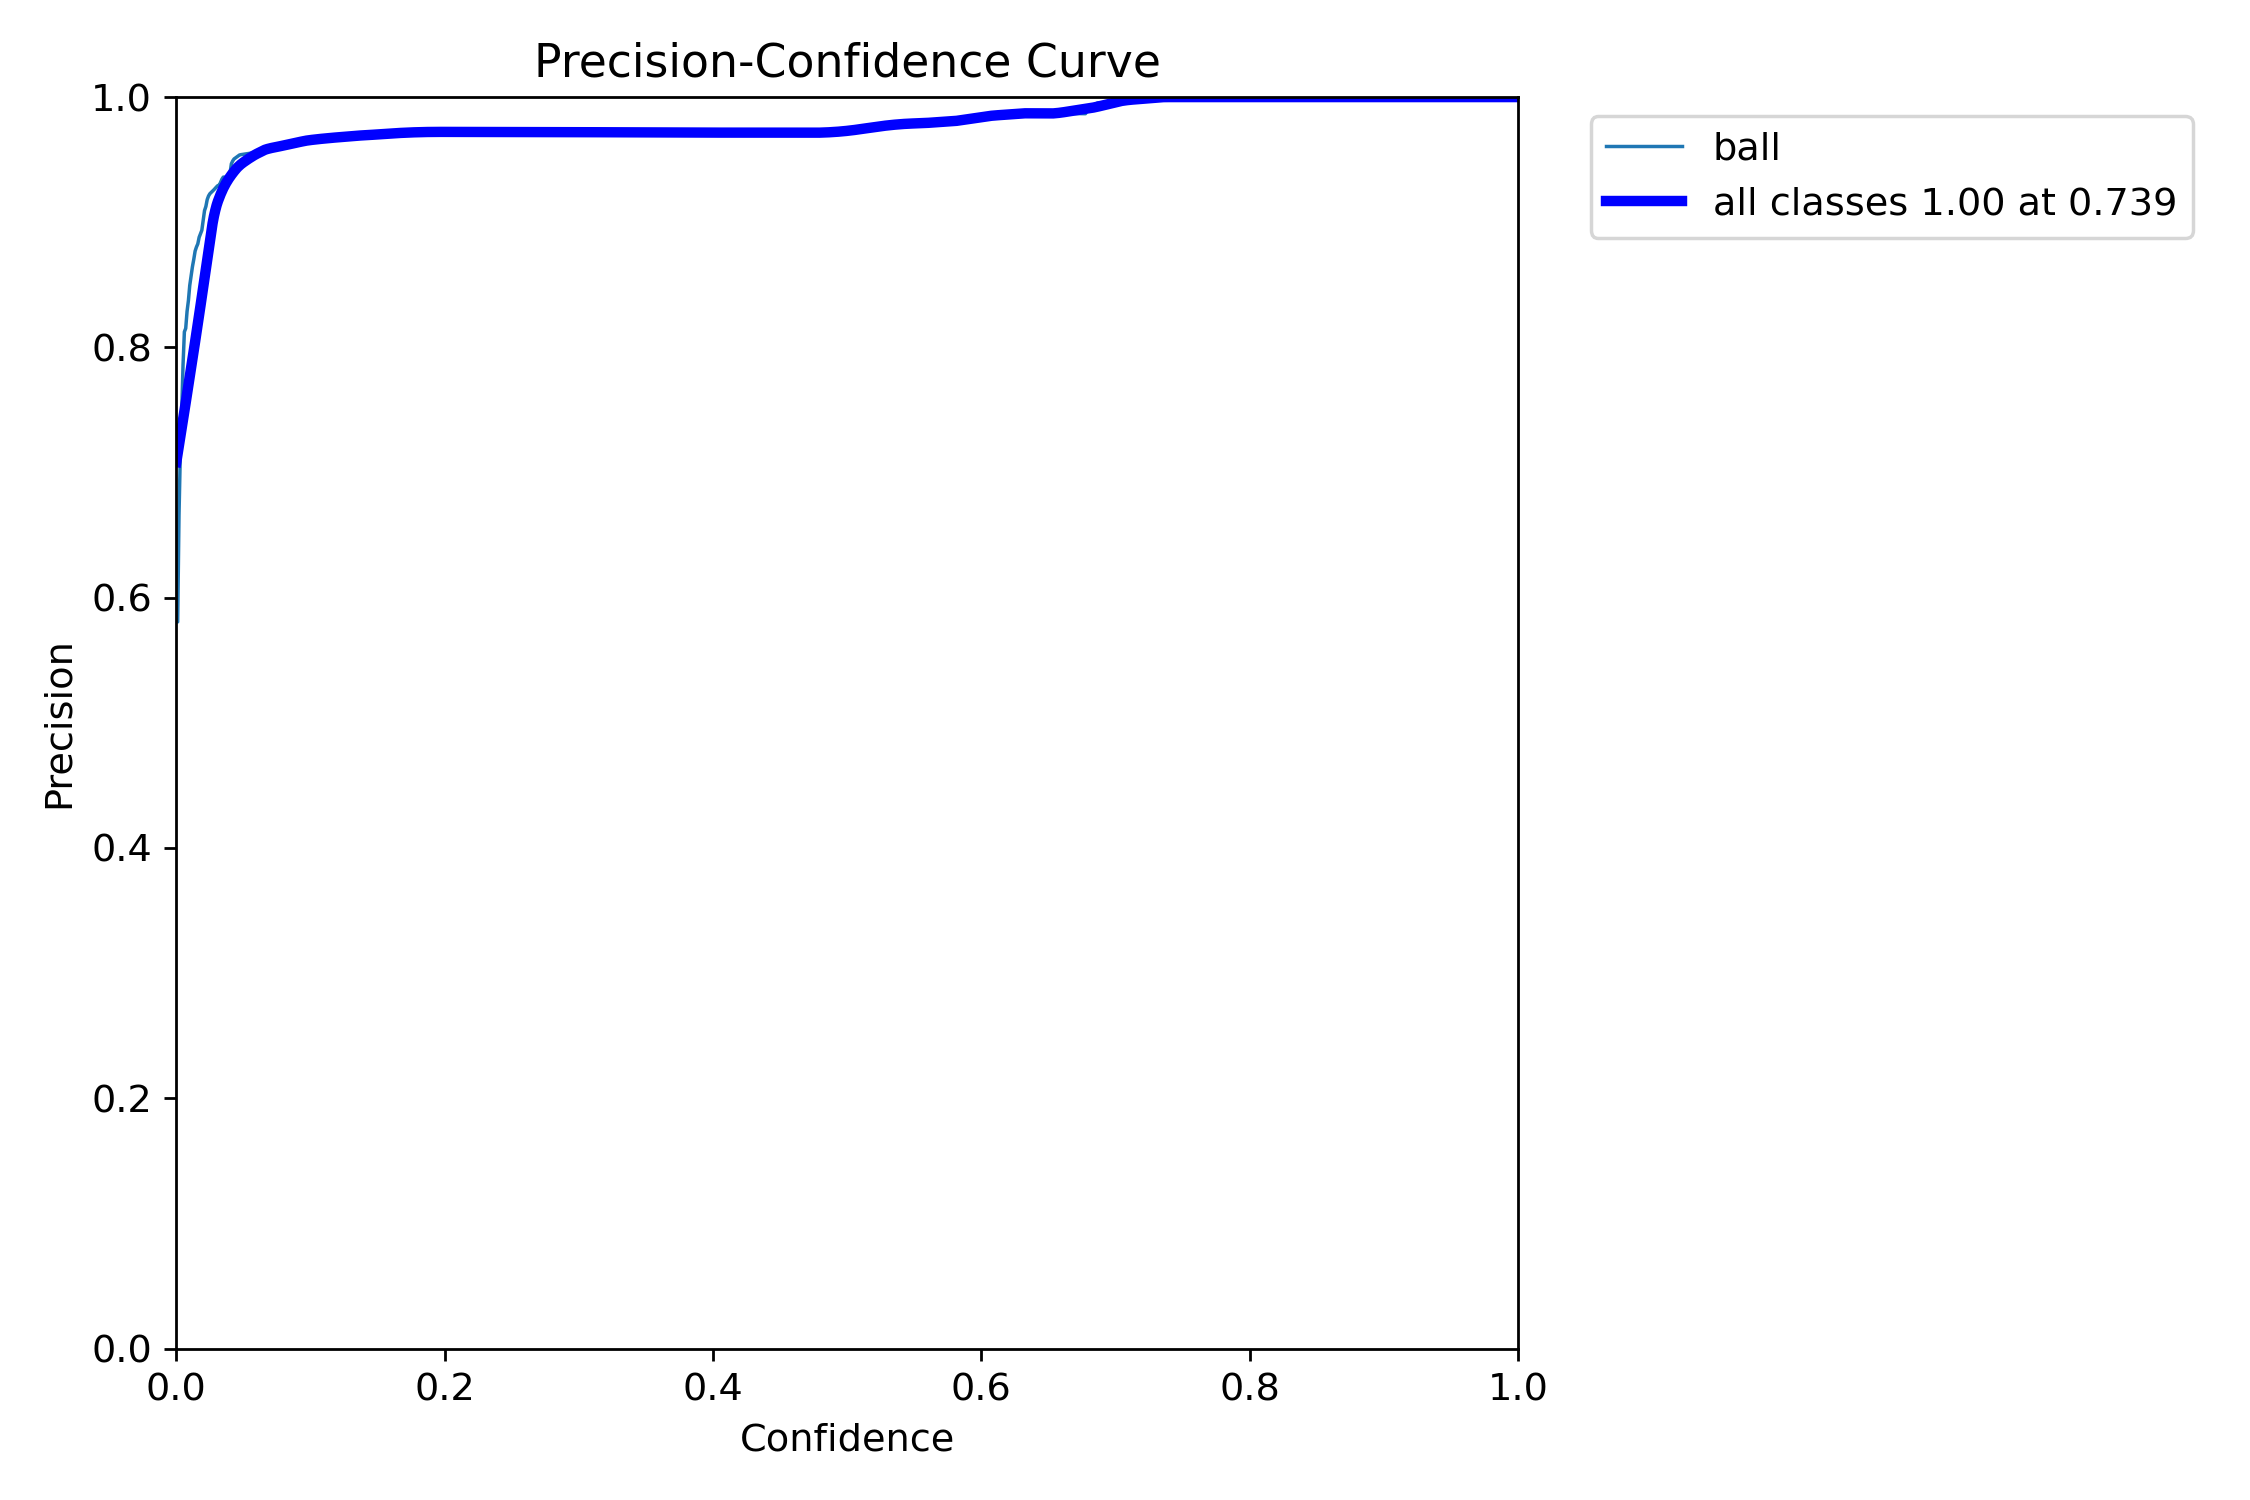 Precision-Confidence Curve
1.0
0.8
0.6
0.4
0.2
0.0
Precision
0.0 0.2 0.4 0.6 0.8 1.0
Confidence
ball
all classes 1.00 at 0.739